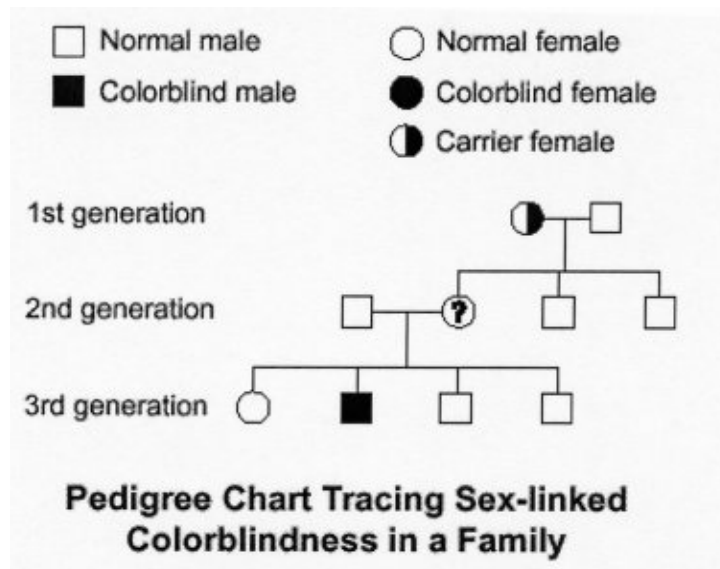 Normal male
Normal female
Colorblind male
Colorblind female
Carrier female
1st generation
2nd generation
?
3rd generation
Pedigree Chart Tracing Sex-linked
Colorblindness in a Family